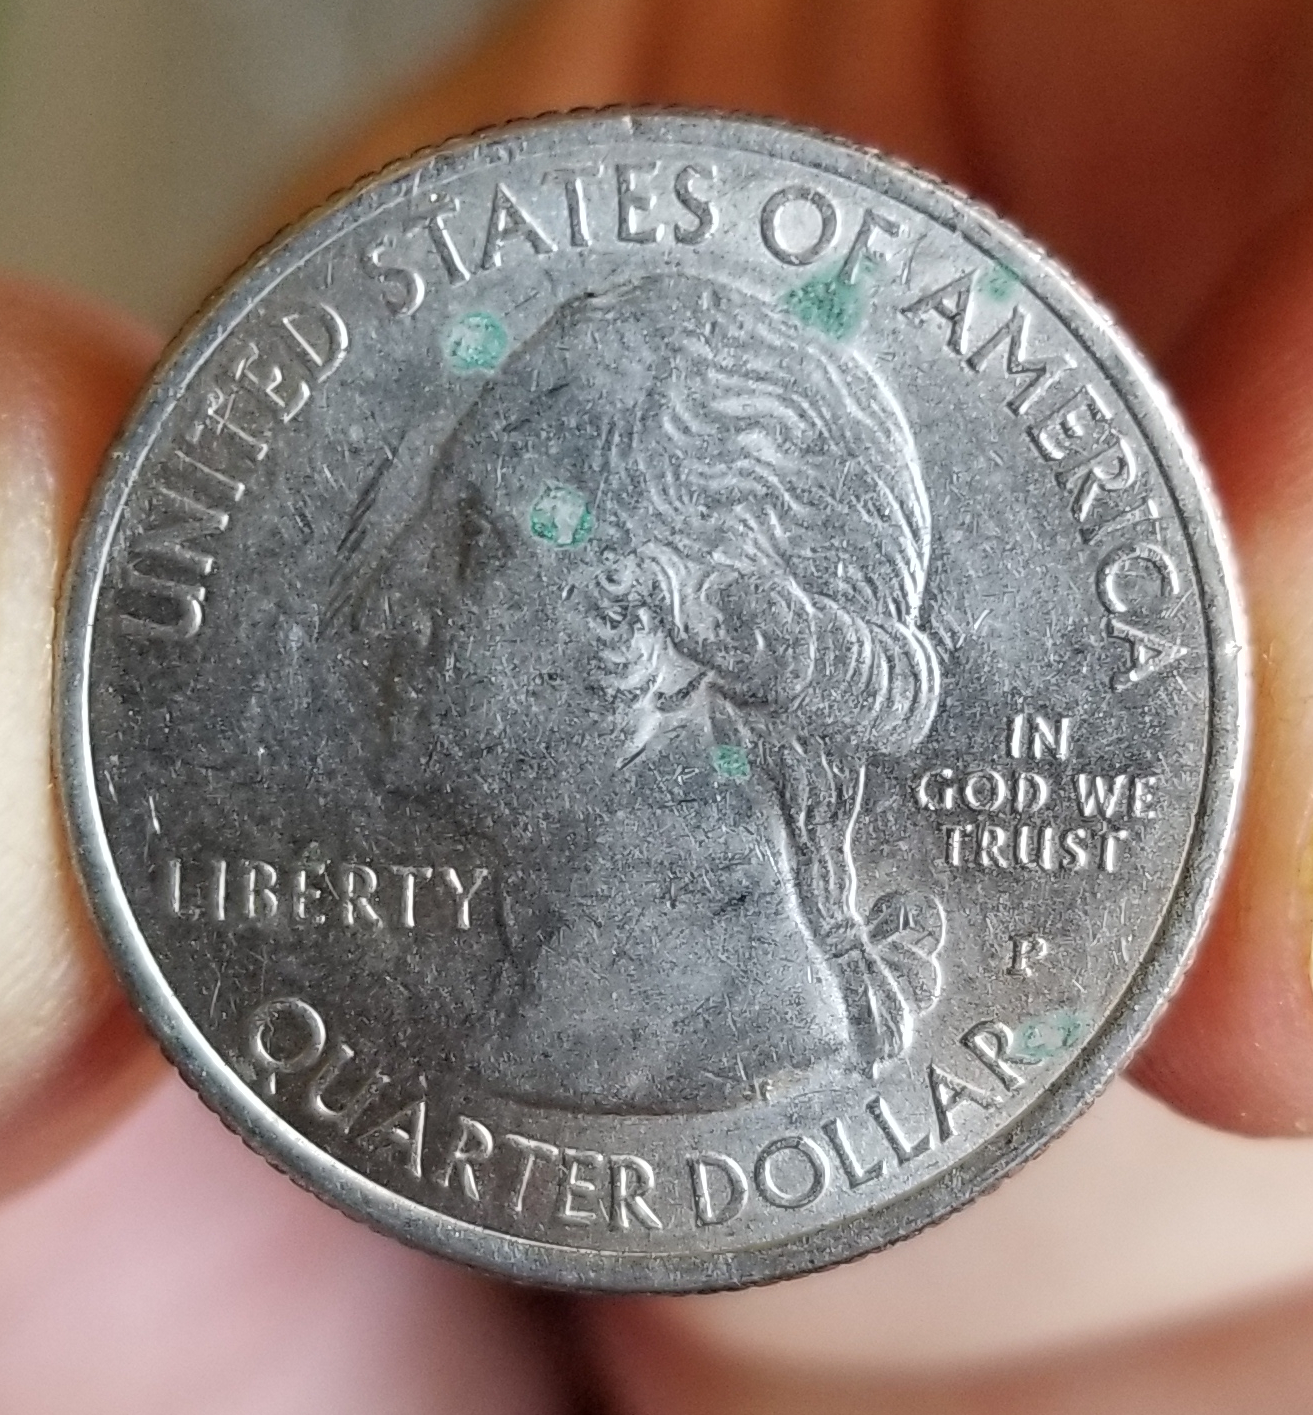 UNITED STATES OF AMERICA
LIBERTY
IN
GOD WE
TRUST
P
QUARTER DOLLAR